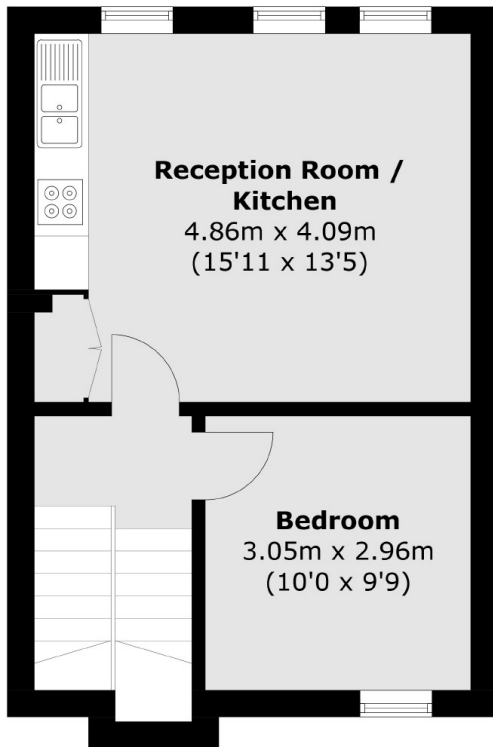 Reception Room /
Kitchen
4.86m x 4.09m
(15'11 x 13'5)
Bedroom
3.05m x 2.96m
(10'0 x 9'9)